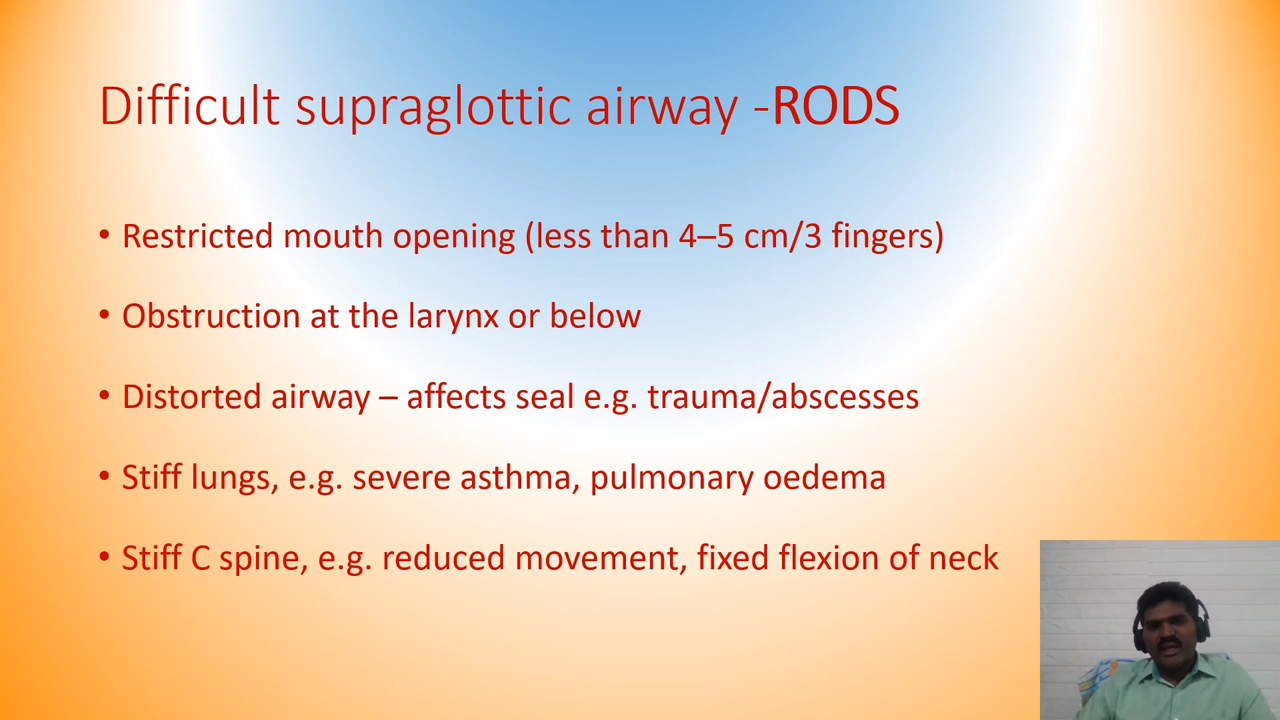 Difficult supraglottic airway -RODS
• Restricted mouth opening (less than 4–5 cm/3 fingers)
• Obstruction at the larynx or below
• Distorted airway – affects seal e.g. trauma/abscesses
• Stiff lungs, e.g. severe asthma, pulmonary oedema
• Stiff C spine, e.g. reduced movement, fixed flexion of neck